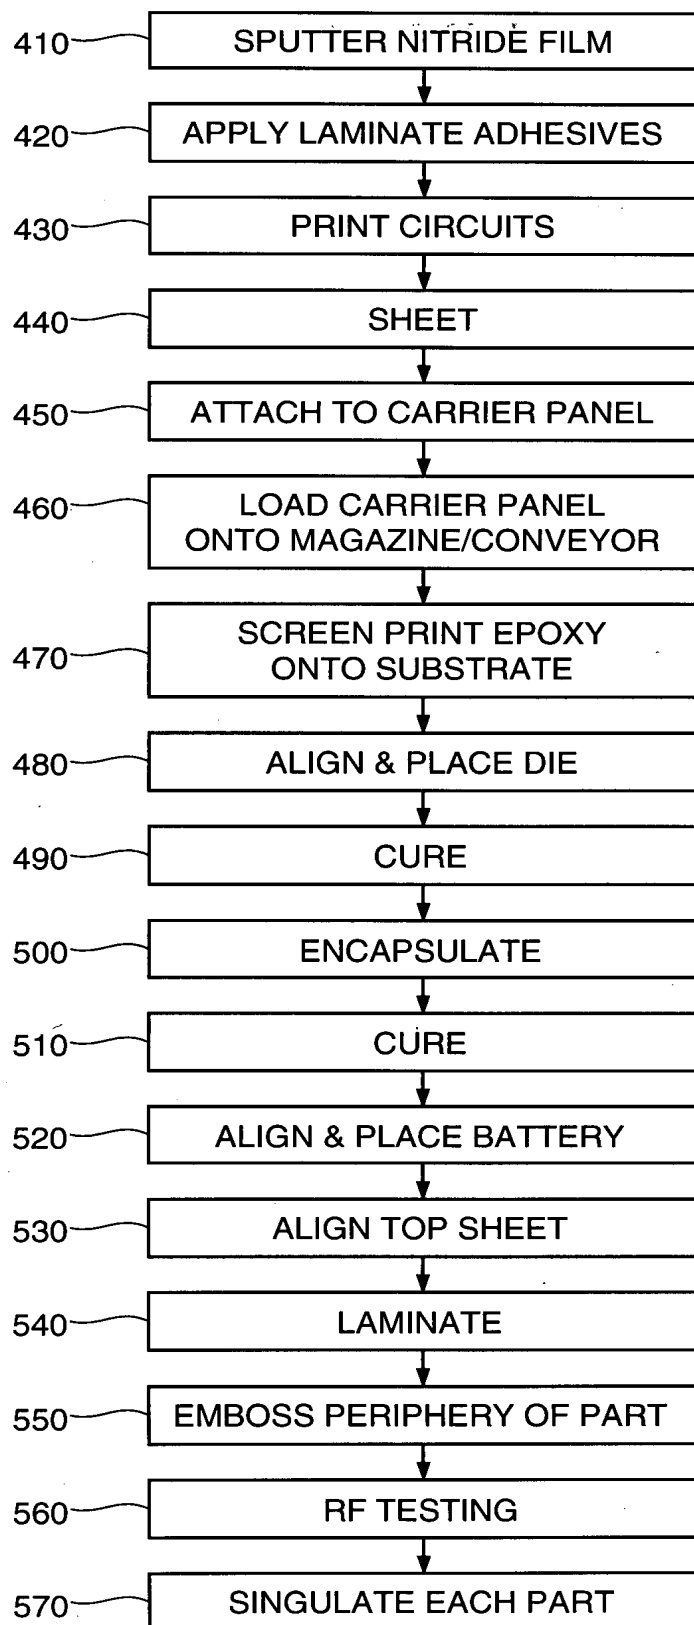 410 SPUTTER NITRIDE FILM
420 APPLY LAMINATE ADHESIVES
430 PRINT CIRCUITS
440 SHEET
450 ATTACH TO CARRIER PANEL
460 LOAD CARRIER PANEL
ONTO MAGAZINE/CONVEYOR
470 SCREEN PRINT EPOXY
ONTO SUBSTRATE
480 ALIGN & PLACE DIE
490 CURE
500 ENCAPSULATE
510 CURE
520 ALIGN & PLACE BATTERY
530 ALIGN TOP SHEET
540 LAMINATE
550 EMBOSS PERIPHERY OF PART
560 RF TESTING
570 SINGULATE EACH PART